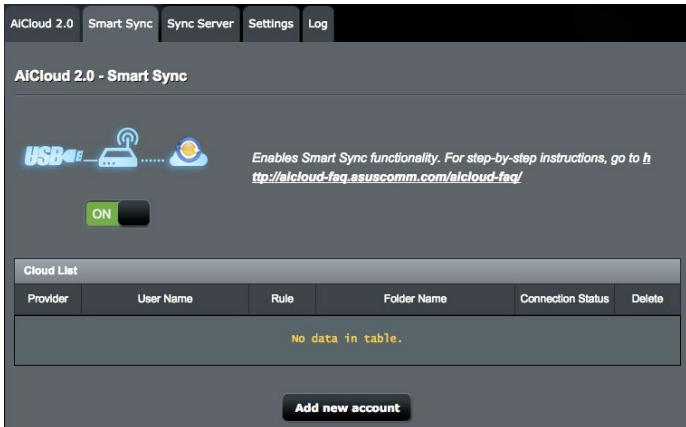 AiCloud 2.0 Smart Sync Sync Server Settings Log
AiCloud 2.0 - Smart Sync
USB
Enables Smart Sync functionality. For step-by-step instructions, go to h
ttp://aicloud-faq.asuscomm.com/aicloud-faq/
ON
Cloud List
Provider User Name Rule Folder Name Connection Status Delete
No data in table.
Add new account